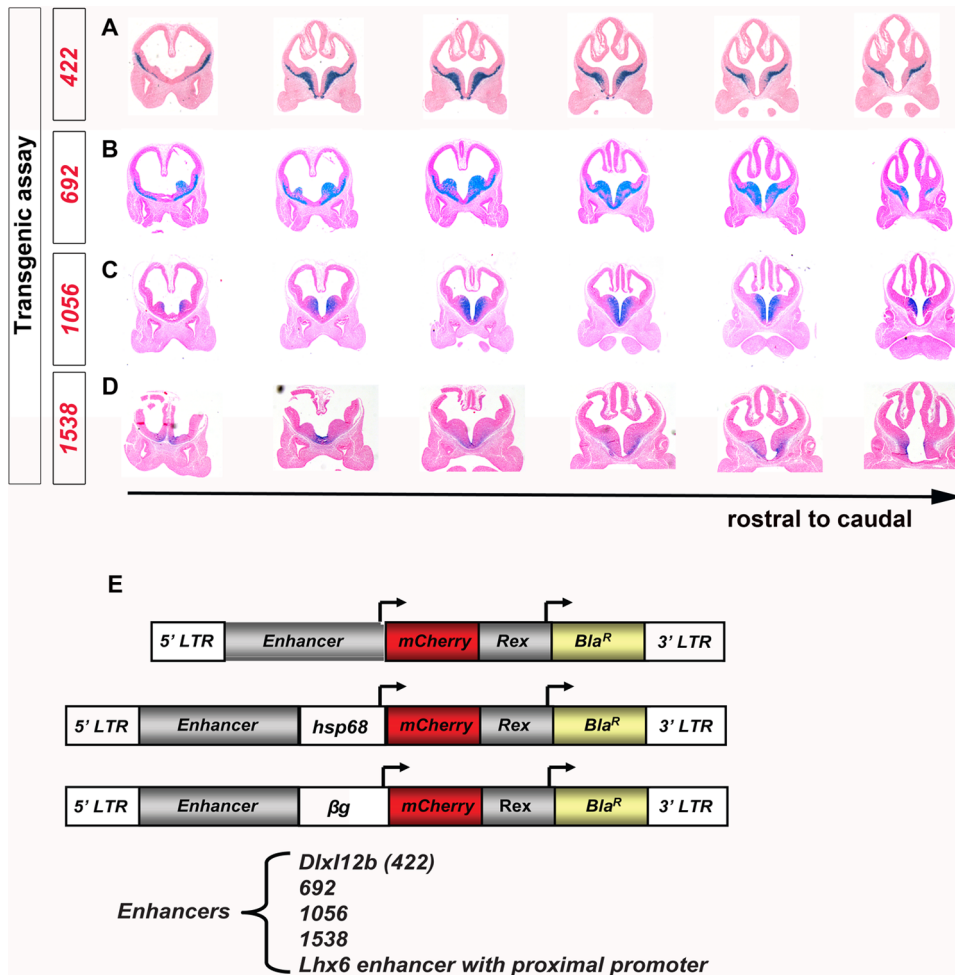 Transgenic assay
422
A
692
B
1056
C
1538
D
rostral to caudal
E
5’ LTR Enhancer mCherry Rex Bla^R 3’ LTR
5’ LTR Enhancer hsp68 mCherry Rex Bla^R 3’ LTR
5’ LTR Enhancer βg mCherry Rex Bla^R 3’ LTR
Enhancers
DlxI12b (422)
692
1056
1538
Lhx6 enhancer with proximal promoter